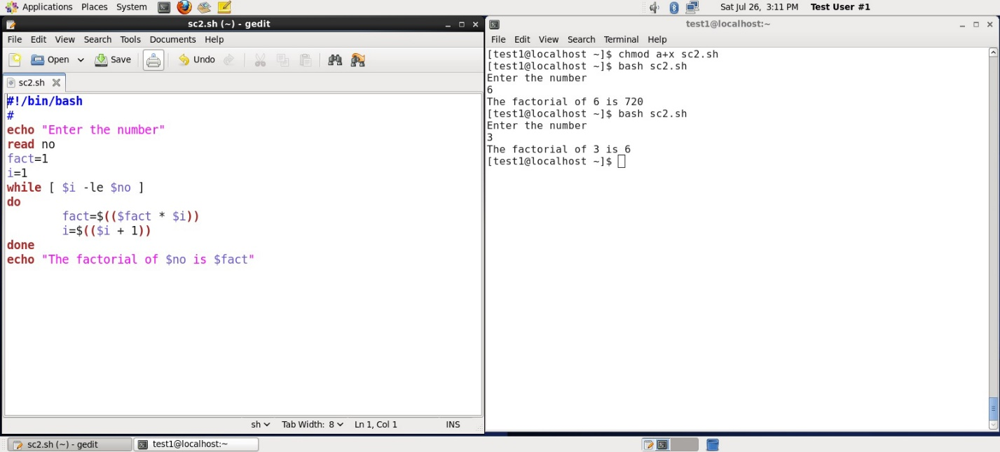 Applications Places System Sat Jul 26, 3:11 PM Test User #1
sc2.sh (~) - gedit
File Edit View Search Tools Documents Help
Open Save Undo
sc2.sh
#!/bin/bash
#
echo "Enter the number"
read no
fact=1
i=1
while [ $i -le $no ]
do
        fact=$(($fact * $i))
        i=$(($i + 1))
done
echo "The factorial of $no is $fact"
sh Tab Width: 8 Ln 1, Col 1 INS
test1@localhost:~
File Edit View Search Terminal Help
[test1@localhost ~]$ chmod a+x sc2.sh
[test1@localhost ~]$ bash sc2.sh
Enter the number
6
The factorial of 6 is 720
[test1@localhost ~]$ bash sc2.sh
Enter the number
3
The factorial of 3 is 6
[test1@localhost ~]$
sc2.sh (~) - gedit test1@localhost:~